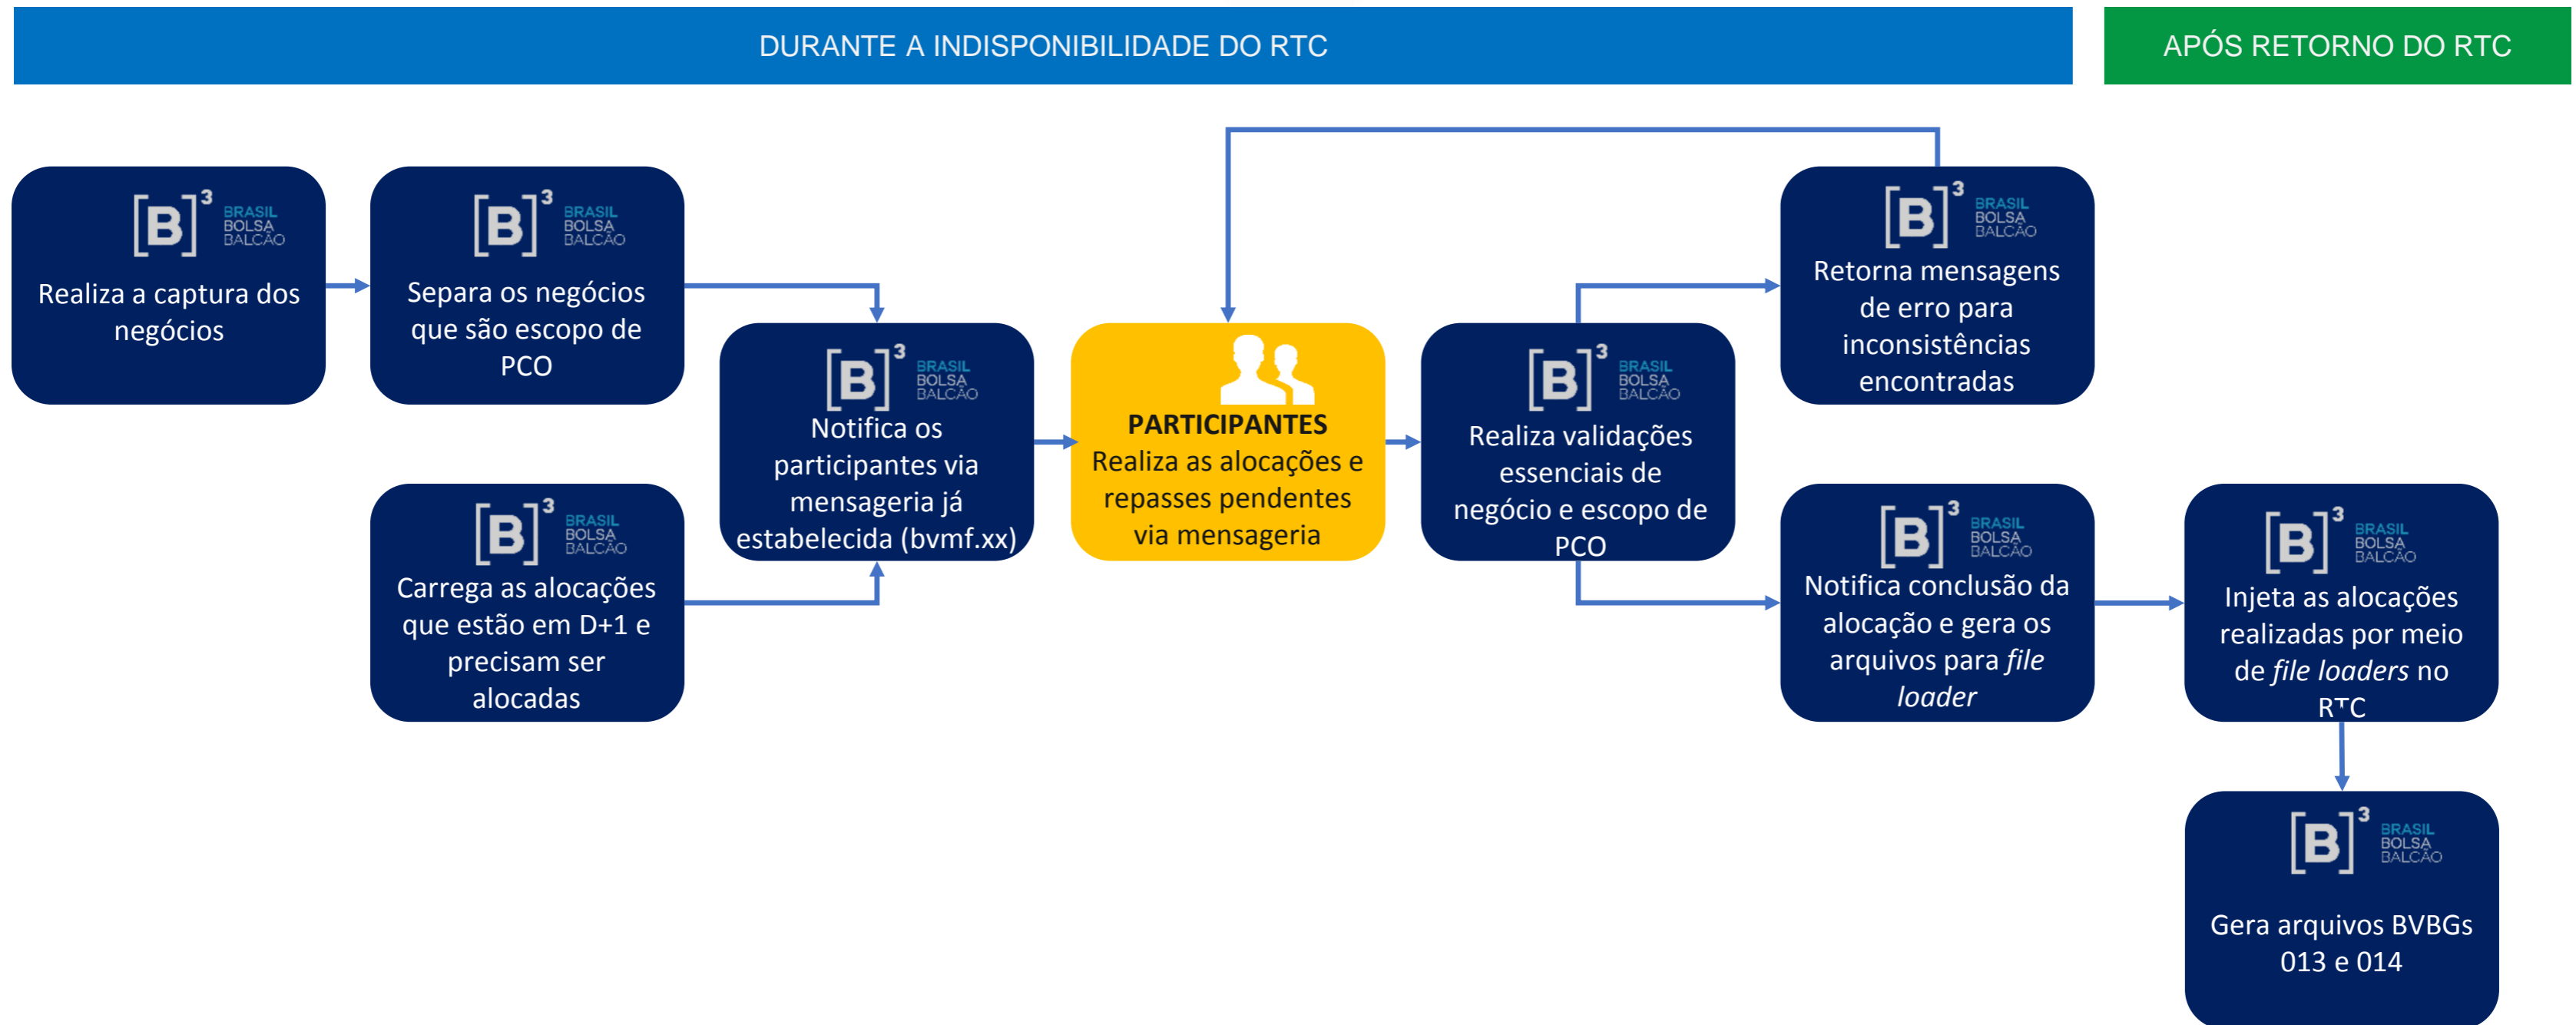 DURANTE A INDISPONIBILIDADE DO RTC
APÓS RETORNO DO RTC
[B]³ BRASIL
BOLSA
BALCÃO
Realiza a captura dos
negócios
[B]³ BRASIL
BOLSA
BALCÃO
Separa os negócios
que são escopo de
PCO
[B]³ BRASIL
BOLSA
BALCÃO
Carrega as alocações
que estão em D+1 e
precisam ser
alocadas
[B]³ BRASIL
BOLSA
BALCÃO
Notifica os
participantes via
mensageria já
estabelecida (bvmf.xx)
PARTICIPANTES
Realiza as alocações e
repasses pendentes
via mensageria
[B]³ BRASIL
BOLSA
BALCÃO
Realiza validações
essenciais de
negócio e escopo de
PCO
[B]³ BRASIL
BOLSA
BALCÃO
Retorna mensagens
de erro para
inconsistências
encontradas
[B]³ BRASIL
BOLSA
BALCÃO
Notifica conclusão da
alocação e gera os
arquivos para file
loader
[B]³ BRASIL
BOLSA
BALCÃO
Injeta as alocações
realizadas por meio
de file loaders no
RTC
[B]³ BRASIL
BOLSA
BALCÃO
Gera arquivos BVBGs
013 e 014